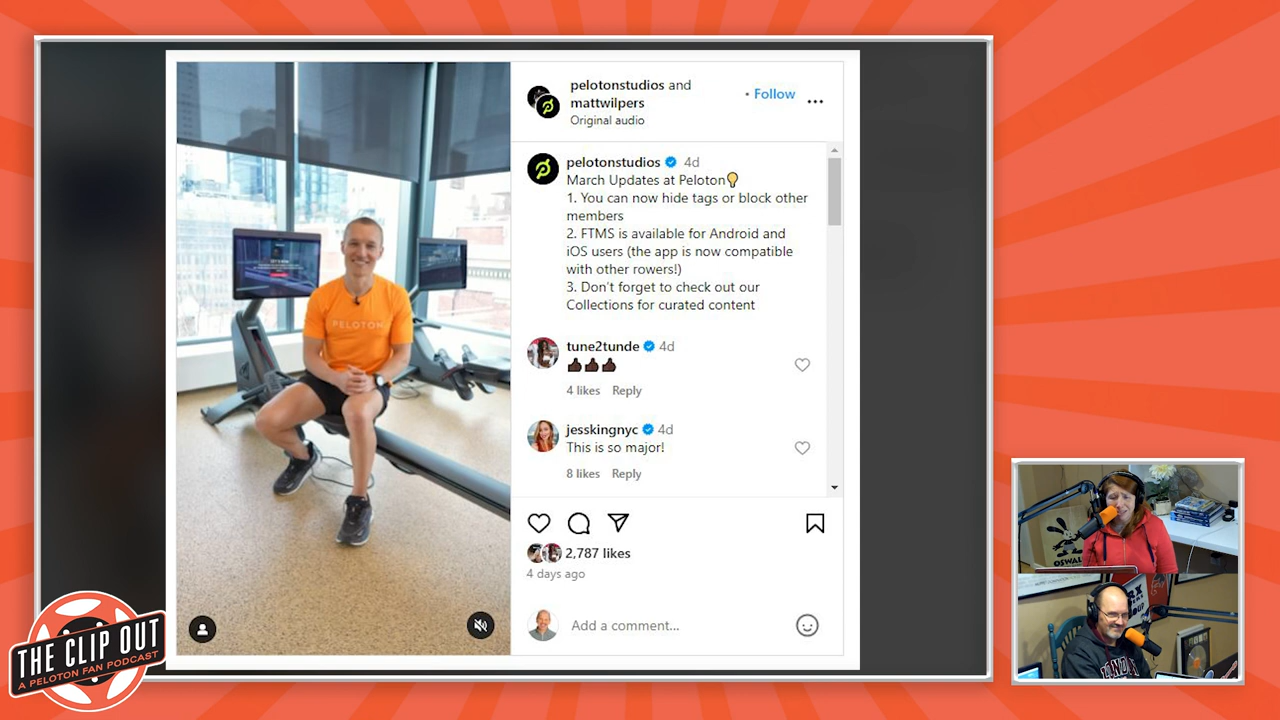 pelotonstudios and
mattwilpers
Original audio
• Follow
pelotonstudios 4d
March Updates at Peloton
1. You can now hide tags or block other
members
2. FTMS is available for Android and
iOS users (the app is now compatible
with other rowers!)
3. Don't forget to check out our
Collections for curated content
tune2tunde 4d
4 likes Reply
jesskingnyc 4d
This is so major!
8 likes Reply
2,787 likes
4 days ago
Add a comment...
PELOTON
OSWAL
THE CLIP OUT
A PELOTON FAN PODCAST